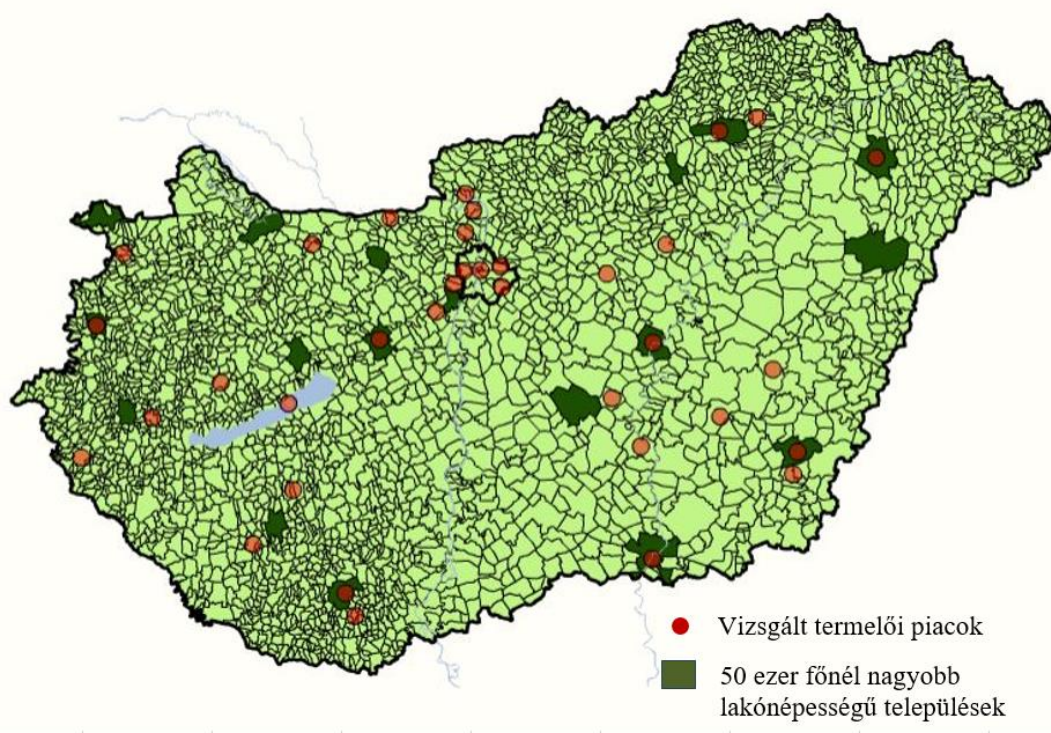 Vizsgált termelői piacok
50 ezer főnél nagyobb
lakónépességű települések